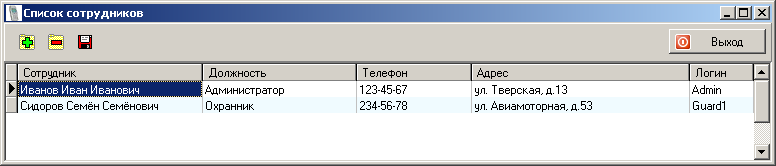 Список сотрудников
Выход
Сотрудник Должность Телефон Адрес Логин
Иванов Иван Иванович Администратор 123-45-67 ул. Тверская, д.13 Admin
Сидоров Семён Семёнович Охранник 234-56-78 ул. Авиамоторная, д.53 Guard1